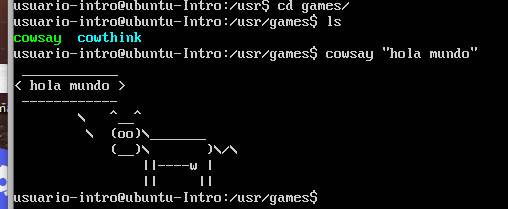 usuario-intro@ubuntu-Intro:/usr$ cd games/
usuario-intro@ubuntu-Intro:/usr/games$ ls
cowsay  cowthink
usuario-intro@ubuntu-Intro:/usr/games$ cowsay "hola mundo"
 ____________
< hola mundo >
 ------------
        \   ^__^
         \  (oo)\_______
            (__)\       )\/\
                ||----w |
                ||     ||
usuario-intro@ubuntu-Intro:/usr/games$